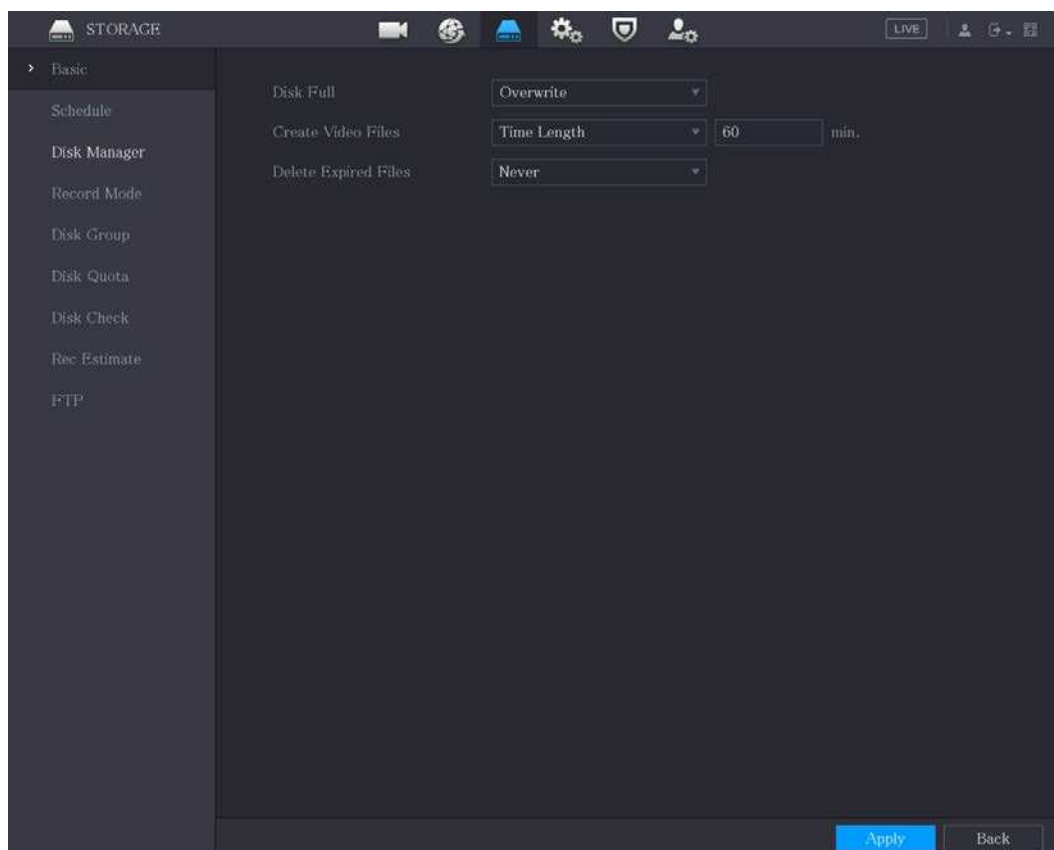 STORAGE LIVE
Basic
Schedule
Disk Manager
Record Mode
Disk Group
Disk Quota
Disk Check
Rec Estimate
FTP
Disk Full Overwrite
Create Video Files Time Length 60 min.
Delete Expired Files Never
Apply Back